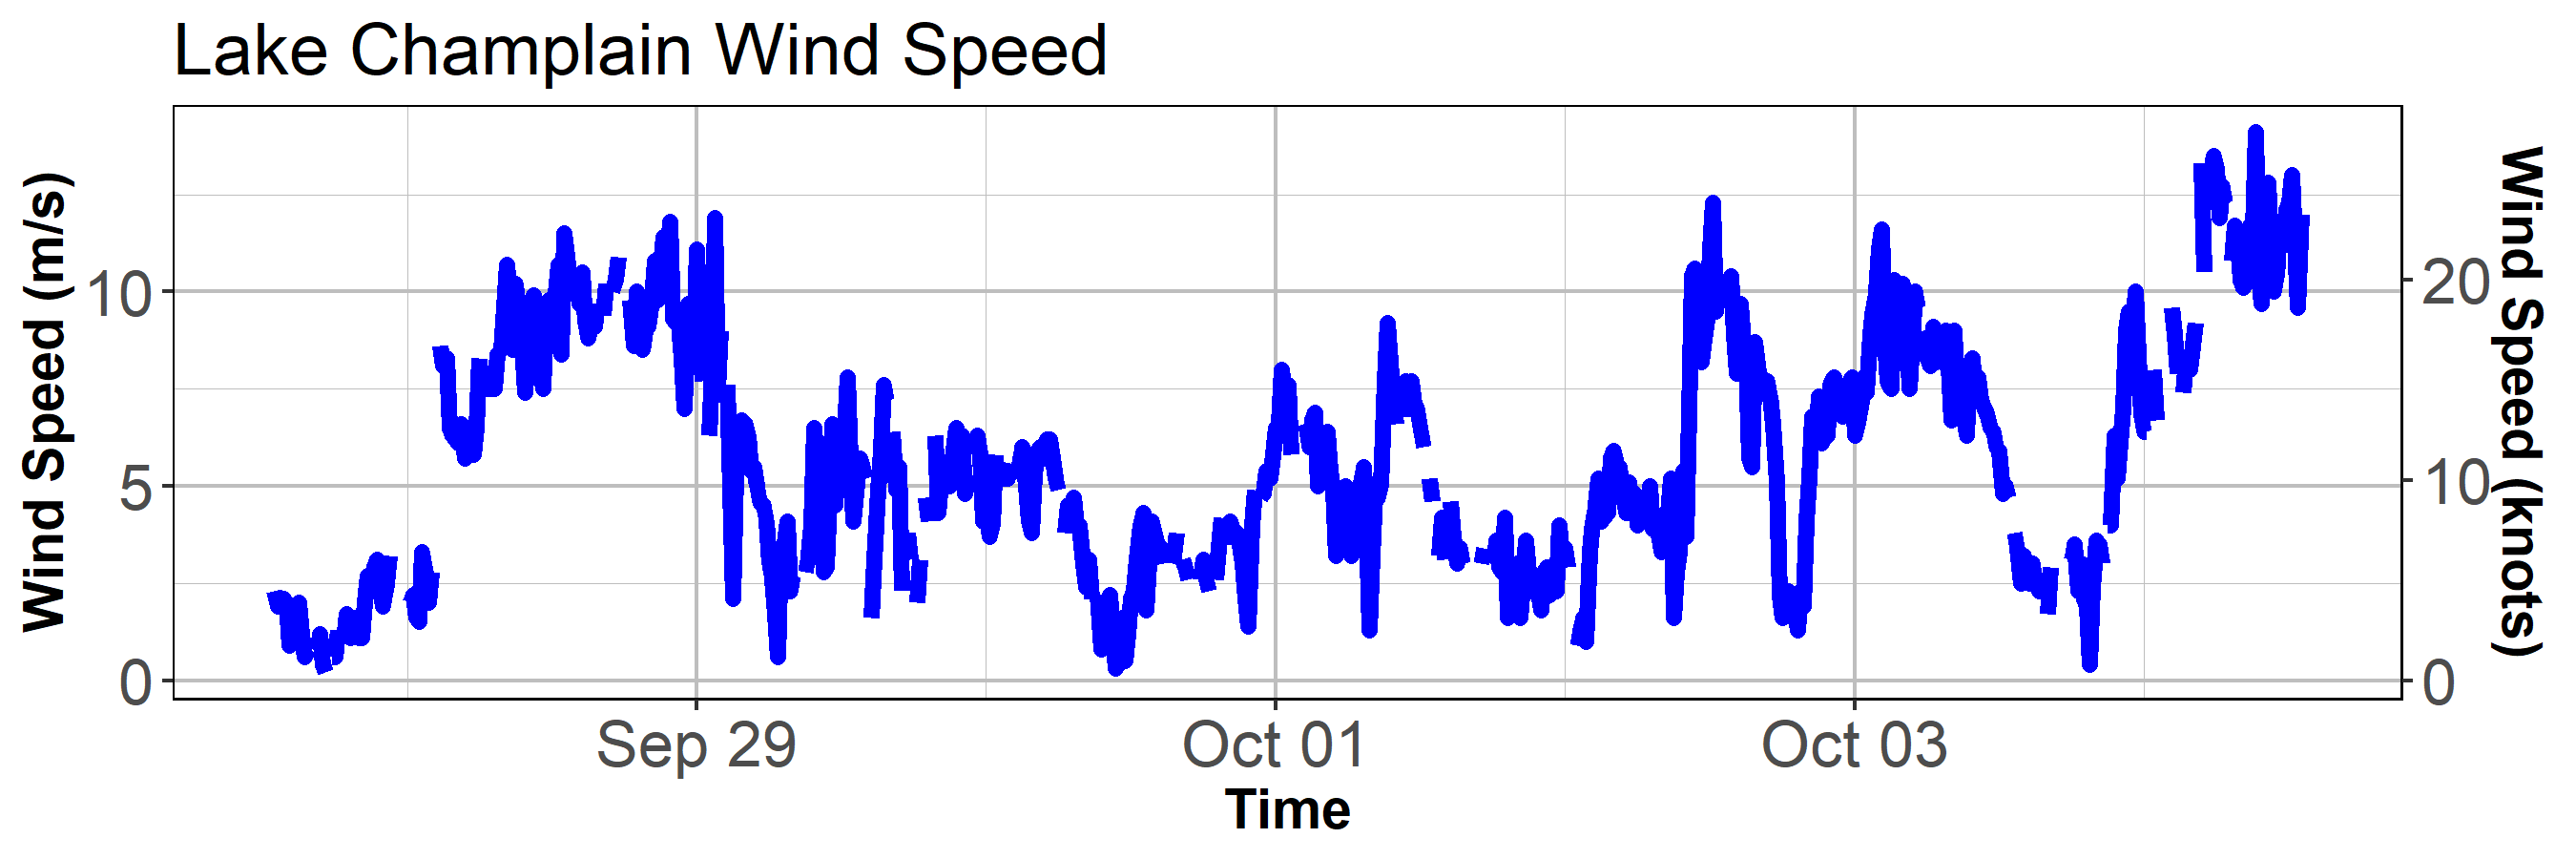 Lake Champlain Wind Speed
Wind Speed (m/s)
10
5
0
20
10
0
Wind Speed (knots)
Sep 29
Oct 01
Oct 03
Time